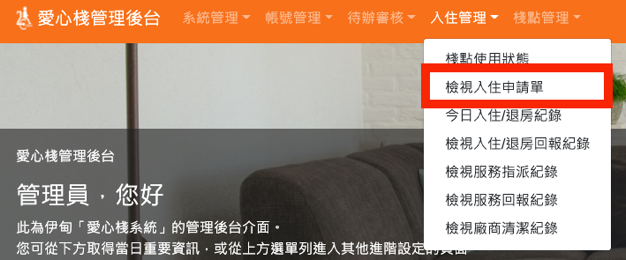 愛心棧管理後台 系統管理 帳號管理 待辦審核 入住管理 棧點管理
棧點使用狀態
檢視入住申請單
今日入住/退房紀錄
檢視入住/退房回報紀錄
檢視服務指派紀錄
檢視服務回報紀錄
檢視廠商清潔紀錄
愛心棧管理後台
管理員，您好
此為伊甸「愛心棧系統」的管理後台介面。
您可從下方取得當日重要資訊，或從上方選單列進入其他進階設定的頁面